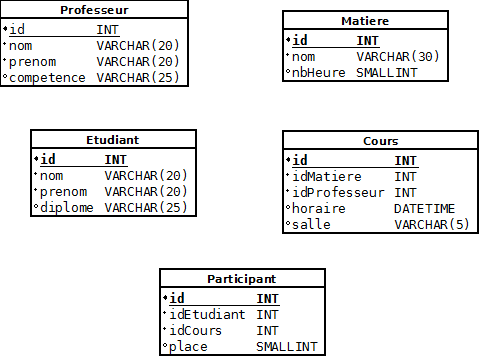 Professeur
id INT
nom VARCHAR(20)
prenom VARCHAR(20)
competence VARCHAR(25)
Matiere
id INT
nom VARCHAR(30)
nbHeure SMALLINT
Etudiant
id INT
nom VARCHAR(20)
prenom VARCHAR(20)
diplome VARCHAR(25)
Cours
id INT
idMatiere INT
idProfesseur INT
horaire DATETIME
salle VARCHAR(5)
Participant
id INT
idEtudiant INT
idCours INT
place SMALLINT